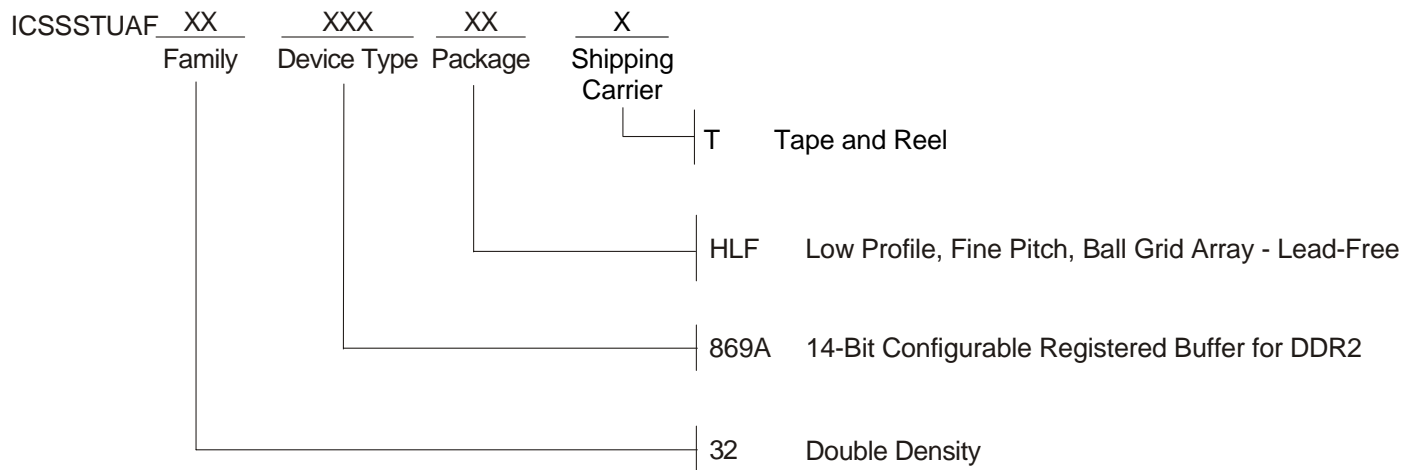 ICSSSTUAF XX XXX XX X
Family Device Type Package Shipping Carrier
T Tape and Reel
HLF Low Profile, Fine Pitch, Ball Grid Array - Lead-Free
869A 14-Bit Configurable Registered Buffer for DDR2
32 Double Density